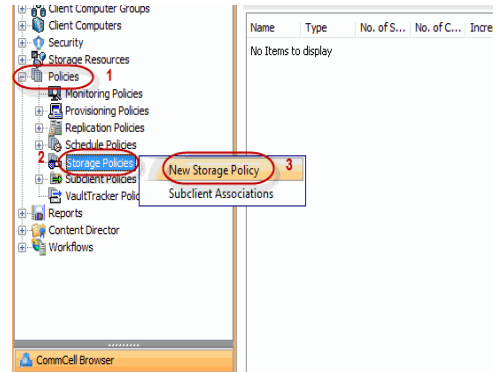 Client Computer Groups
Client Computers
Security
Storage Resources
Policies 1
Monitoring Policies
Provisioning Policies
Replication Policies
Schedule Policies
2 Storage Policies
Subclient Policies
VaultTracker Polic
Reports
Content Director
Workflows
CommCell Browser
Name Type No. of S... No. of C... Increm
No Items to display
New Storage Policy 3
Subclient Associations